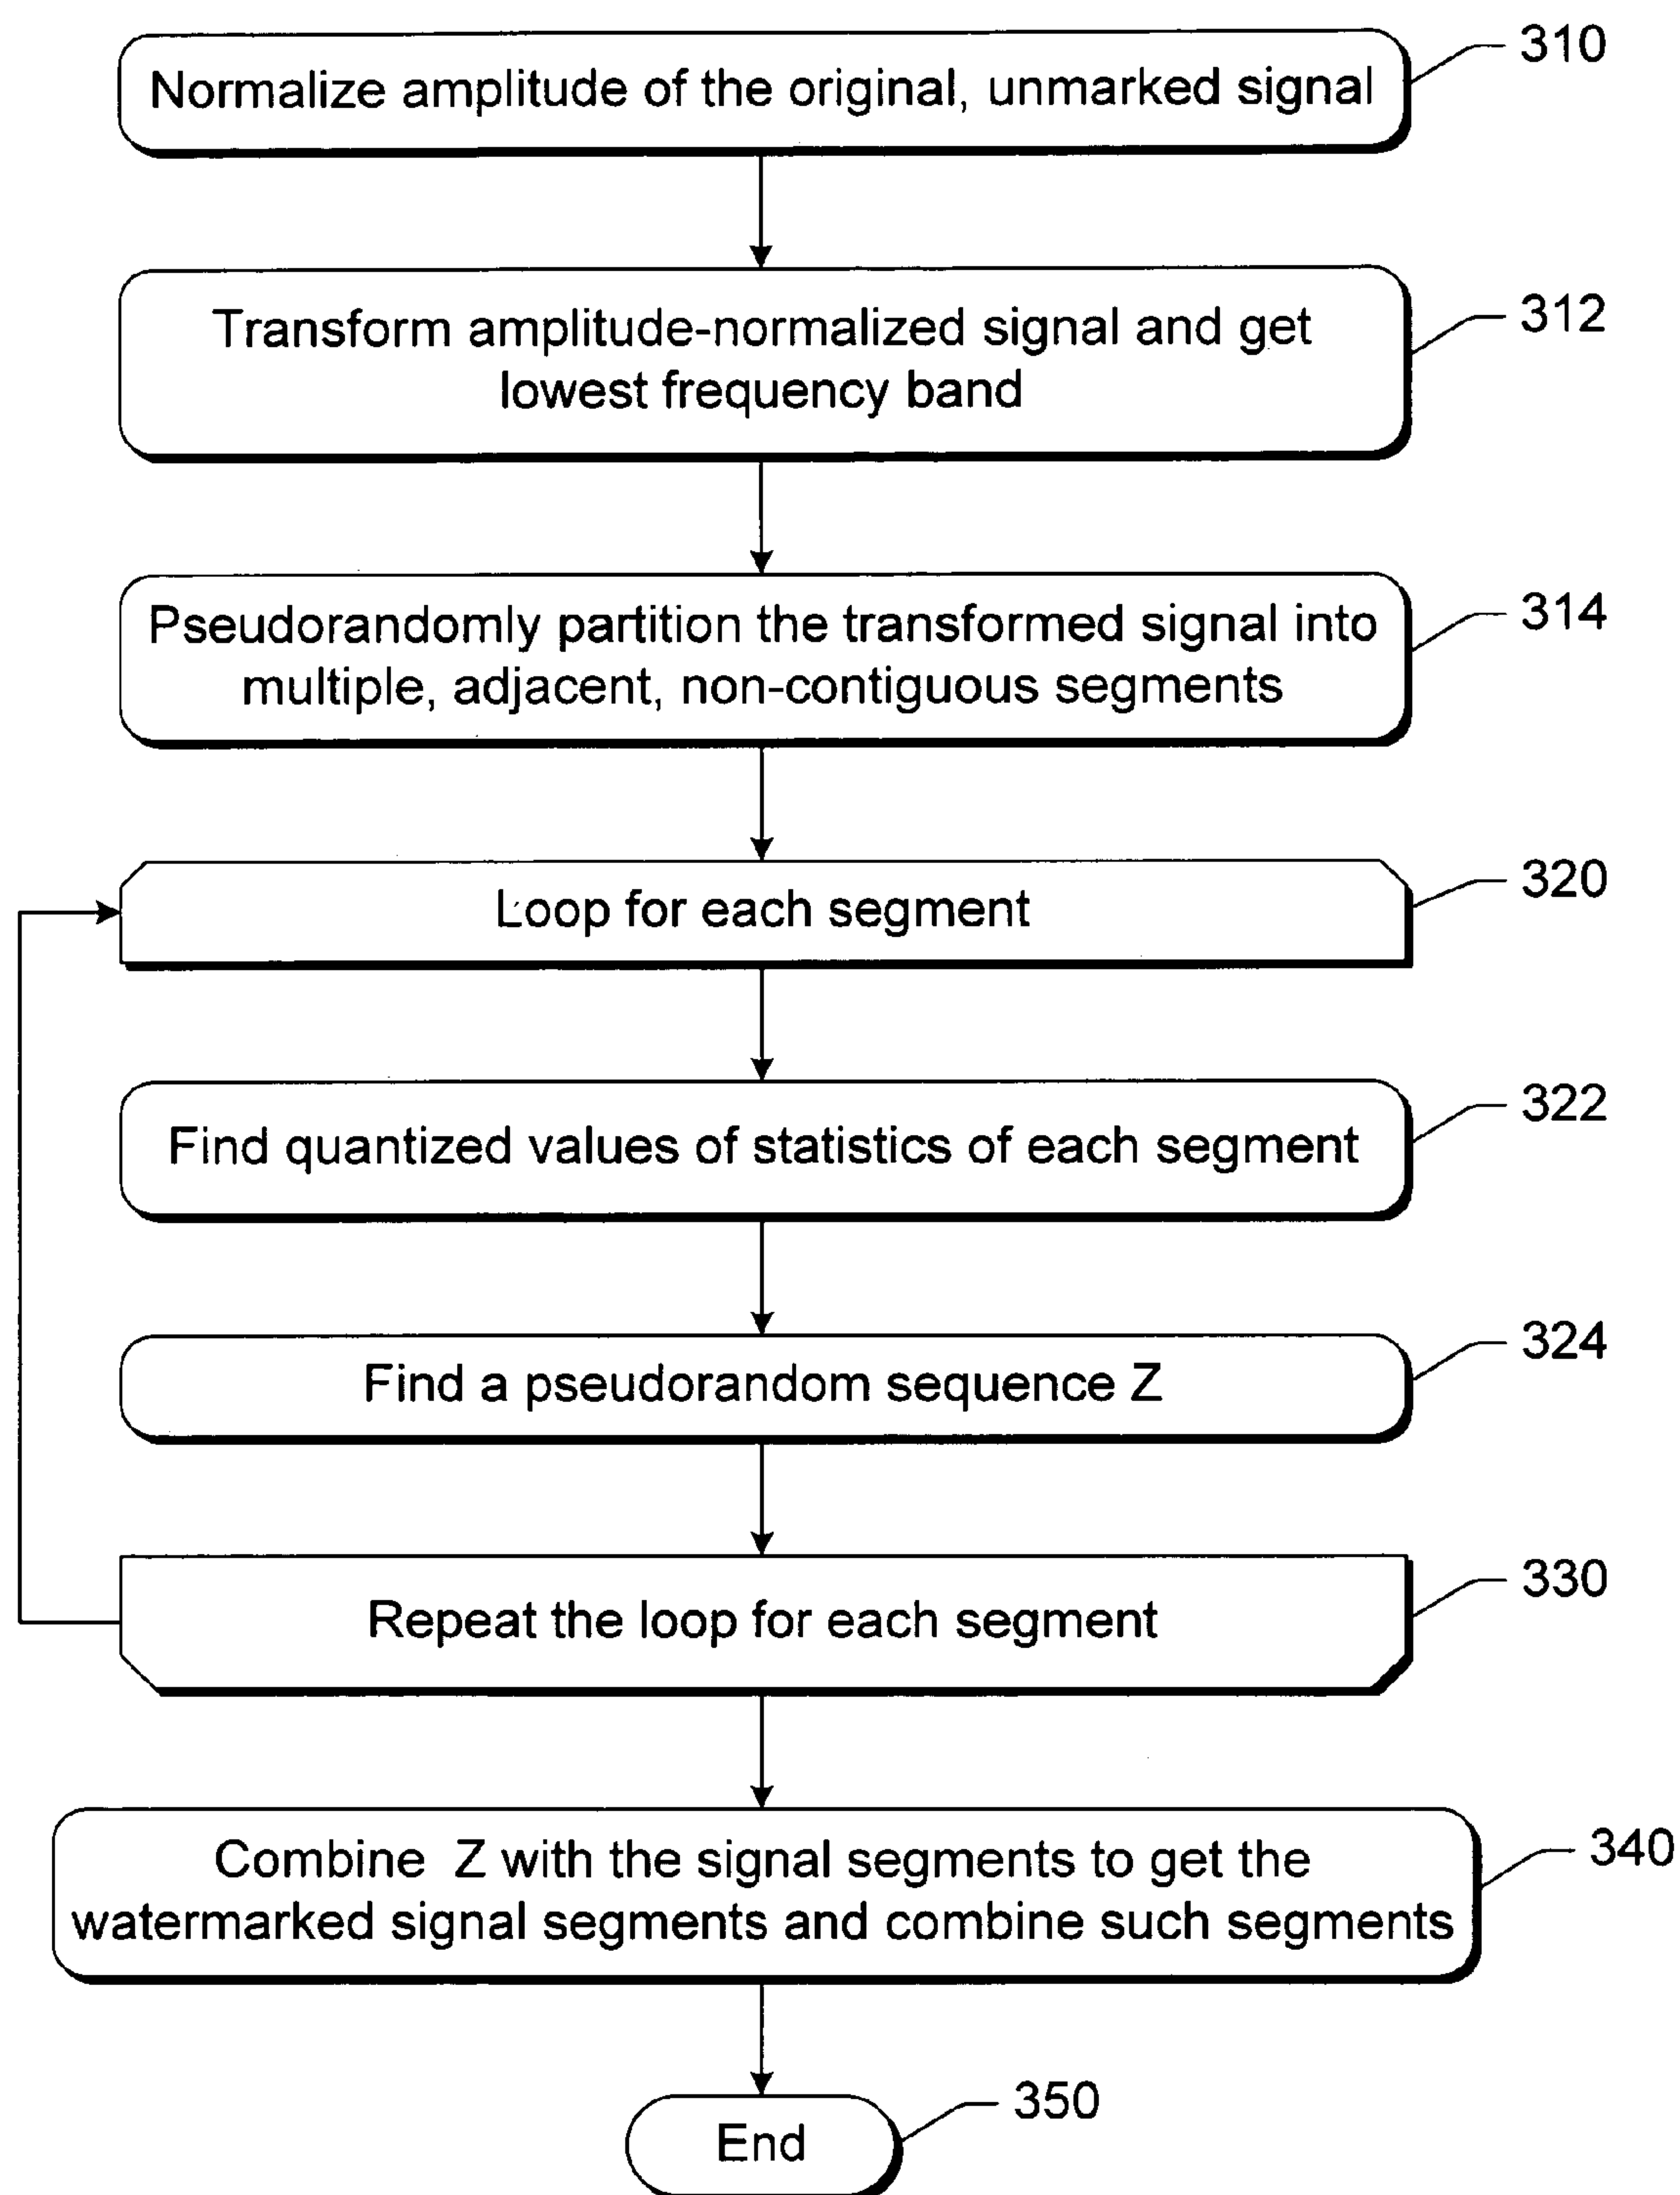 310
Normalize amplitude of the original, unmarked signal
312
Transform amplitude-normalized signal and get
lowest frequency band
314
Pseudorandomly partition the transformed signal into
multiple, adjacent, non-contiguous segments
320
Loop for each segment
322
Find quantized values of statistics of each segment
324
Find a pseudorandom sequence Z
330
Repeat the loop for each segment
340
Combine Z with the signal segments to get the
watermarked signal segments and combine such segments
350
End